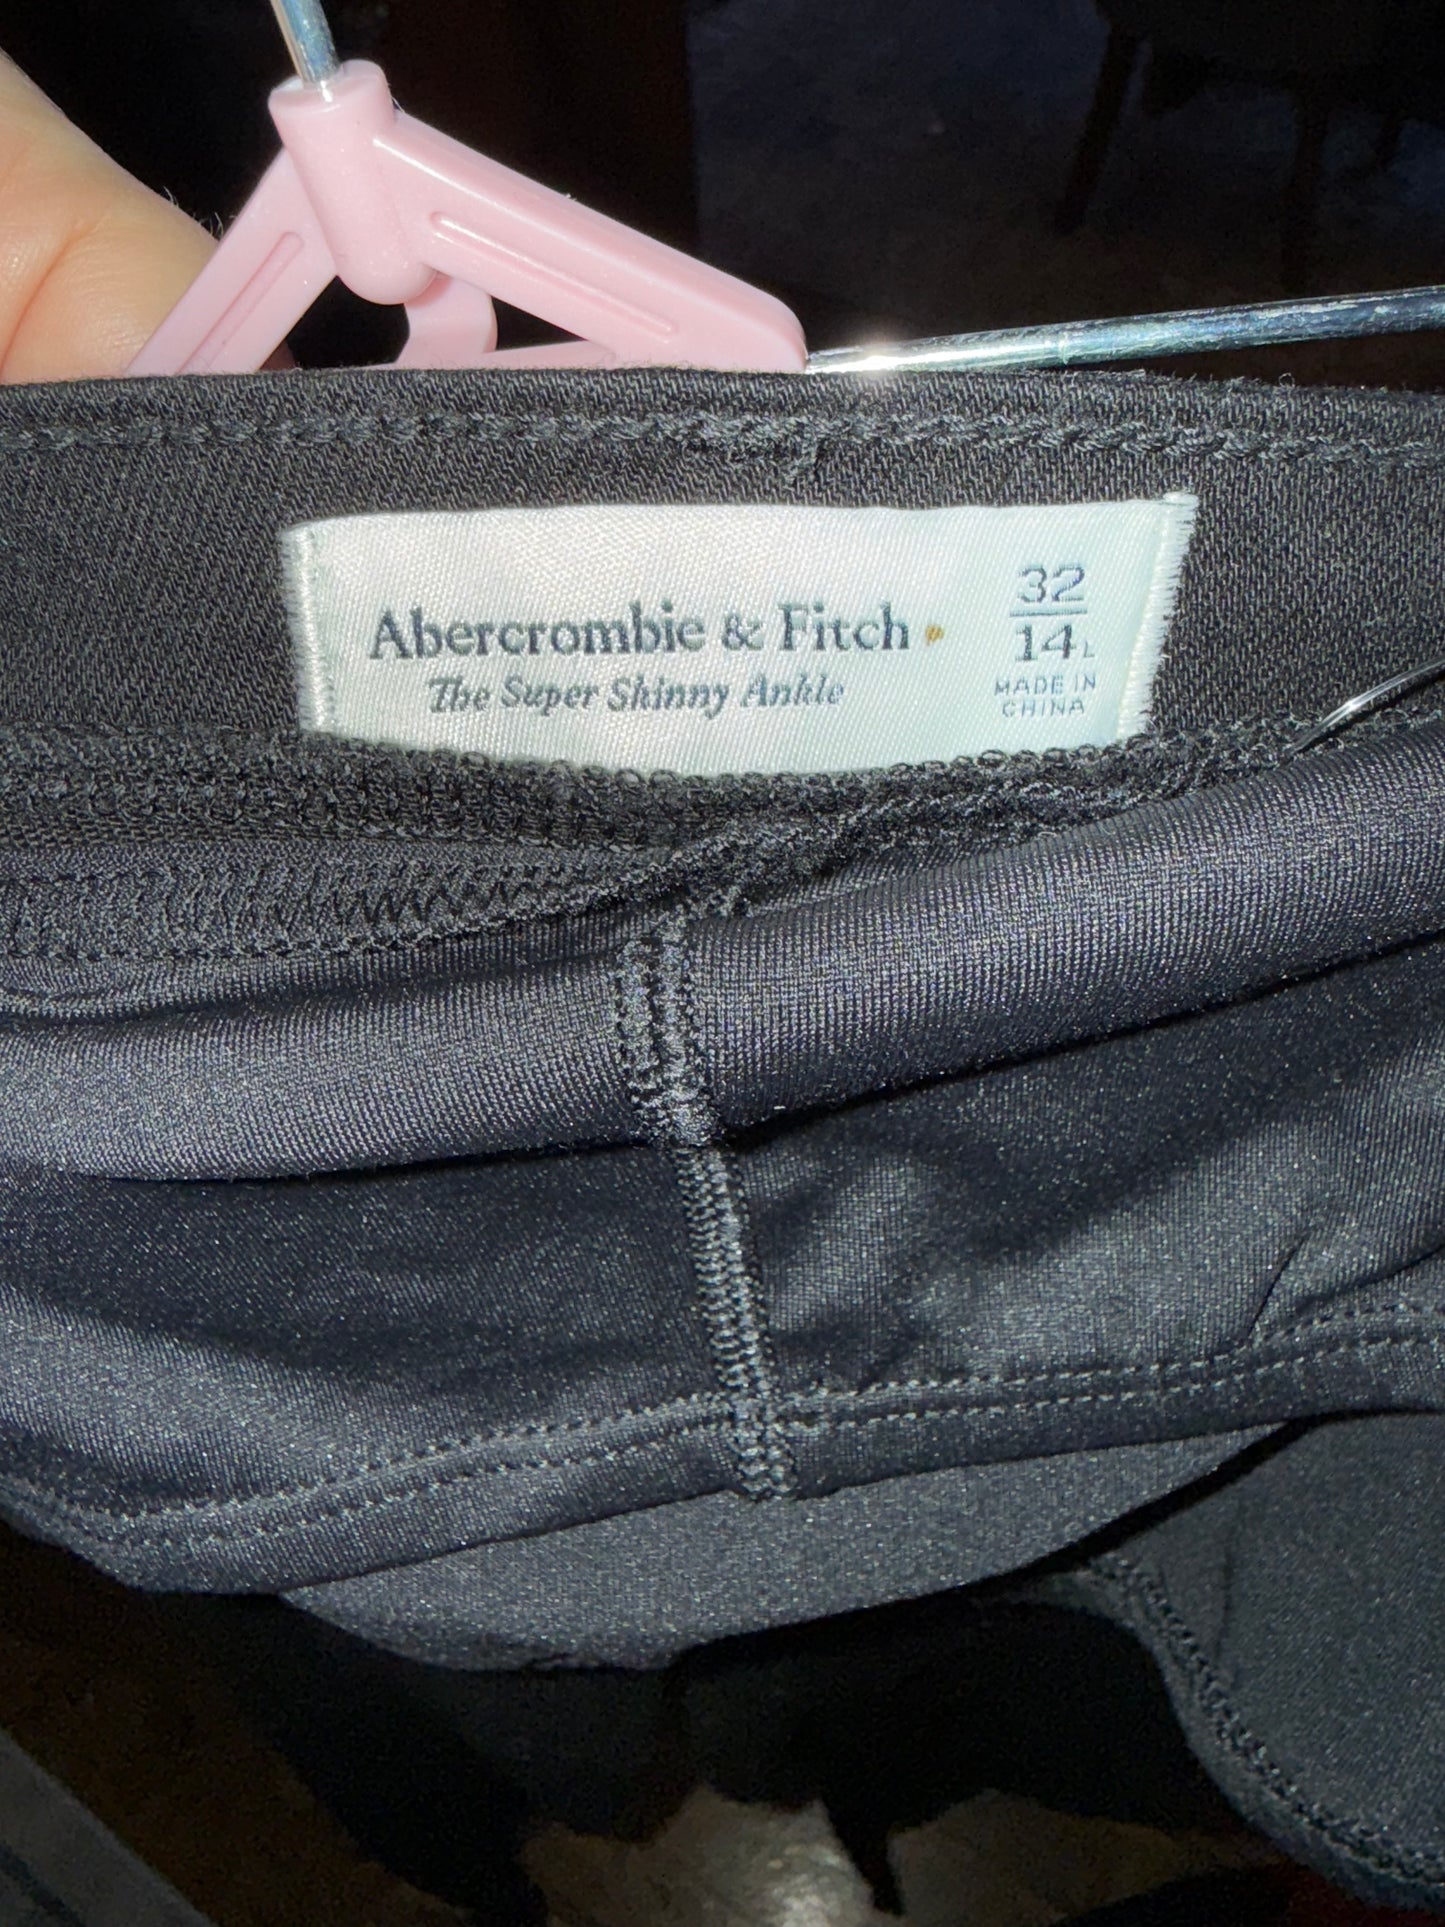 Abercrombie & Fitch
The Super Skinny Ankle
32
14L
MADE IN
CHINA